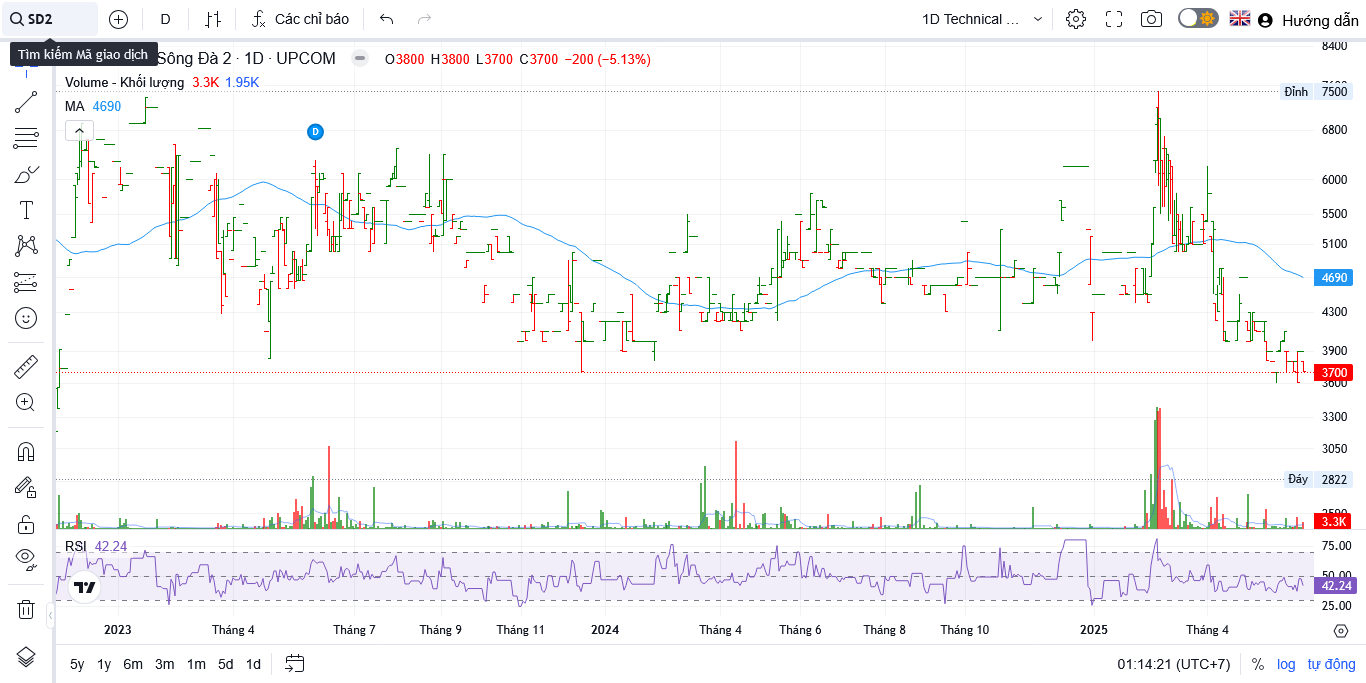 SD2
D
Các chỉ báo
1D Technical ...
Hướng dẫn
Tìm kiếm Mã giao dịch
Sông Đà 2 · 1D · UPCOM
O3800 H3800 L3700 C3700 −200 (−5.13%)
Volume - Khối lượng 3.3K 1.95K
MA 4690
D
8400
Đỉnh 7500
6800
6000
5500
5100
4690
4300
3900
3700
3600
3300
3050
Đáy 2822
3.3K
RSI 42.24
75.00
50.00
42.24
25.00
2023 Tháng 4 Tháng 7 Tháng 9 Tháng 11 2024 Tháng 4 Tháng 6 Tháng 8 Tháng 10 2025 Tháng 4
5y 1y 6m 3m 1m 5d 1d
01:14:21 (UTC+7) % log tự động